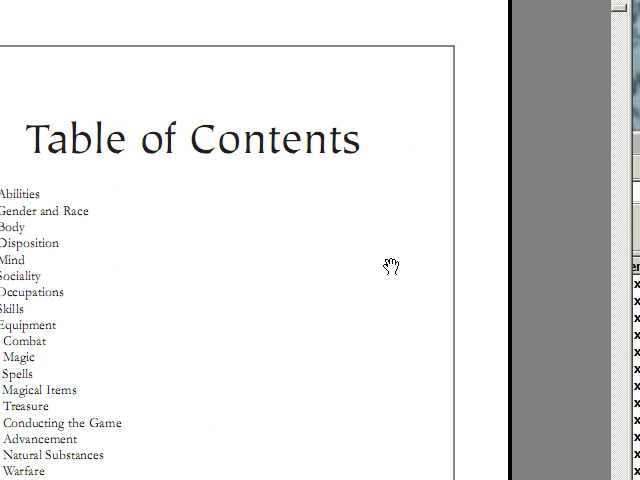 Table of Contents
Abilities
Gender and Race
Body
Disposition
Mind
Sociality
Occupations
Skills
Equipment
Combat
Magic
Spells
Magical Items
Treasure
Conducting the Game
Advancement
Natural Substances
Warfare